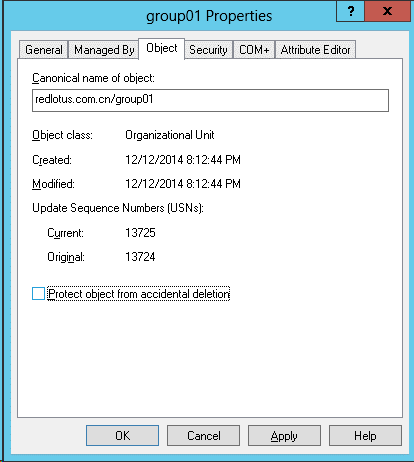 group01 Properties
?
x
General
Managed By
Object
Security
COM+
Attribute Editor
Canonical name of object:
redlotus.com.cn/group01
Object class: Organizational Unit
Created: 12/12/2014 8:12:44 PM
Modified: 12/12/2014 8:12:44 PM
Update Sequence Numbers (USNs):
Current: 13725
Original: 13724
Protect object from accidental deletion
OK
Cancel
Apply
Help